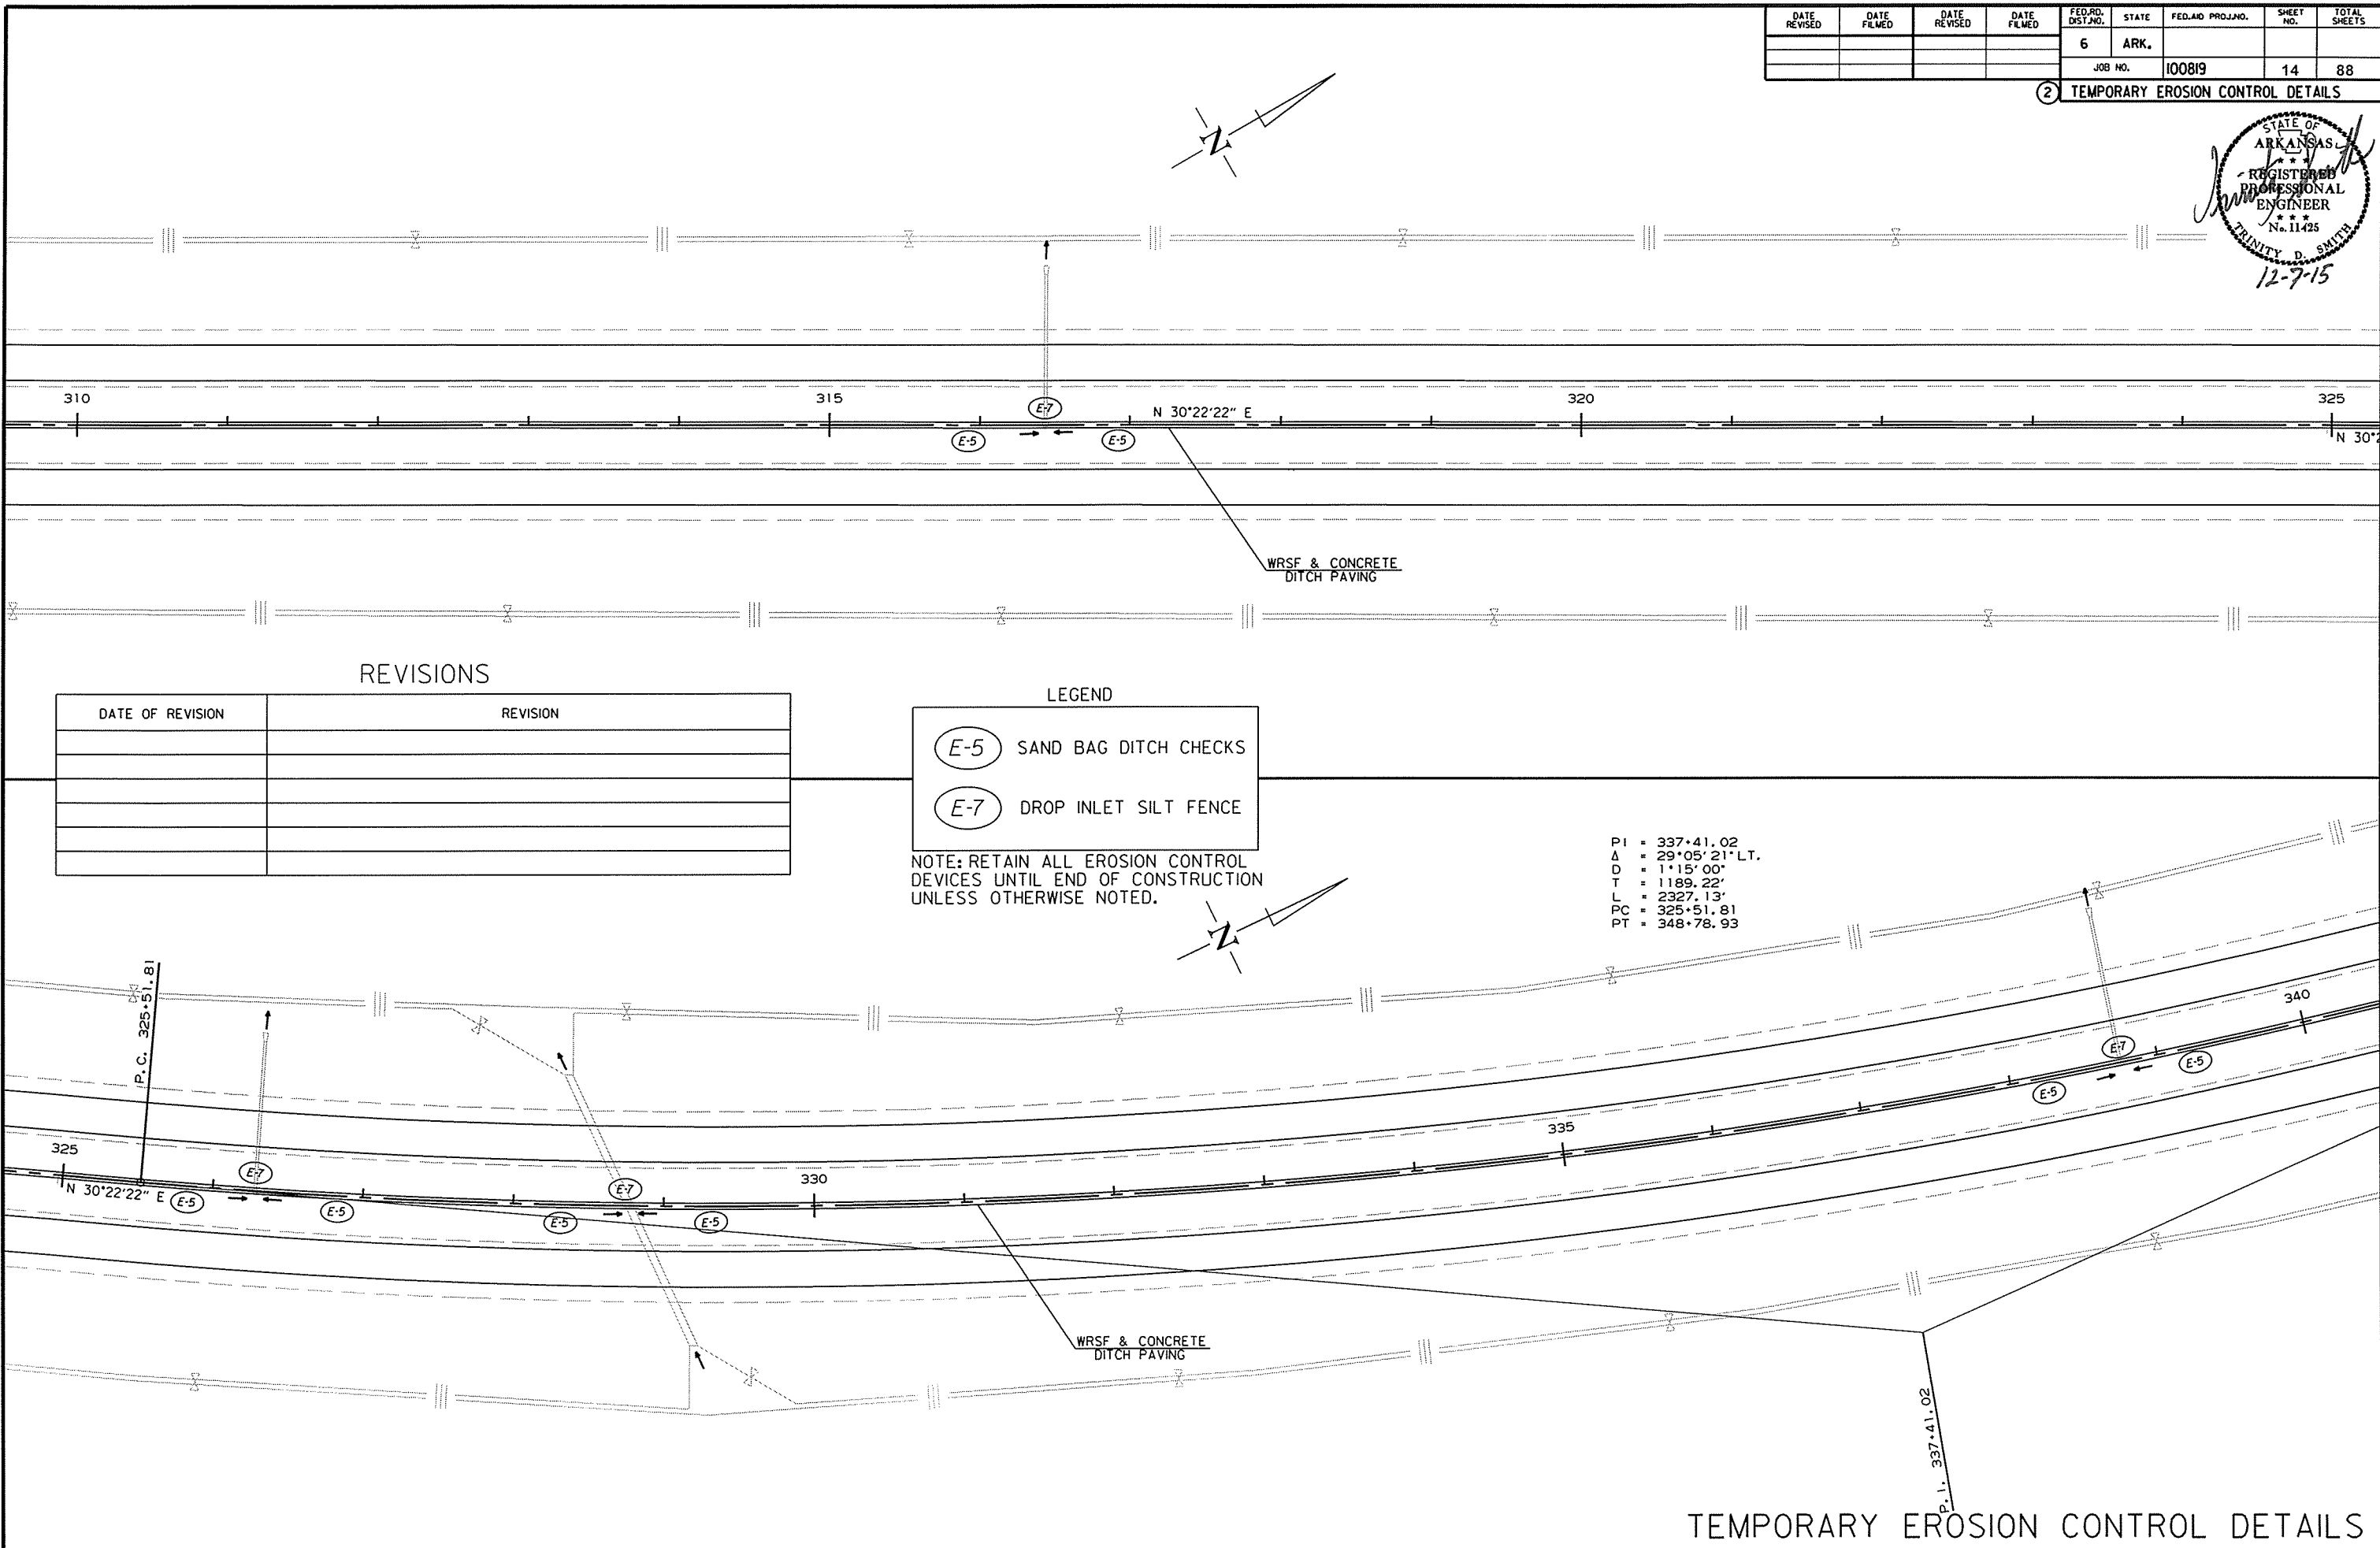 DATE REVISED DATE FILMED DATE REVISED DATE FILMED FED.RD. DIST.NO. STATE FED.AID PROJ.NO. SHEET NO. TOTAL SHEETS
6 ARK.
JOB NO. 100819 14 88
2 TEMPORARY EROSION CONTROL DETAILS
STATE OF
ARKANSAS
REGISTERED
PROFESSIONAL
ENGINEER
No. 11425
TRINITY D. SMITH
12-7-15
N
310 315 320 325
E-7
N 30°22'22" E
E-5 E-5
N 30°2
WRSF & CONCRETE
DITCH PAVING
REVISIONS
DATE OF REVISION REVISION
LEGEND
E-5 SAND BAG DITCH CHECKS
E-7 DROP INLET SILT FENCE
NOTE: RETAIN ALL EROSION CONTROL
DEVICES UNTIL END OF CONSTRUCTION
UNLESS OTHERWISE NOTED.
N
PI = 337+41.02
Δ = 29°05'21" LT.
D = 1°15'00"
T = 1189.22'
L = 2327.13'
PC = 325+51.81
PT = 348+78.93
P.C. 325+51.81
340
E-7
E-5
E-5
335
325
E-7
N 30°22'22" E
E-5
E-5
E-7
330
E-5
E-5
WRSF & CONCRETE
DITCH PAVING
P.I. 337+41.02
TEMPORARY EROSION CONTROL DETAILS